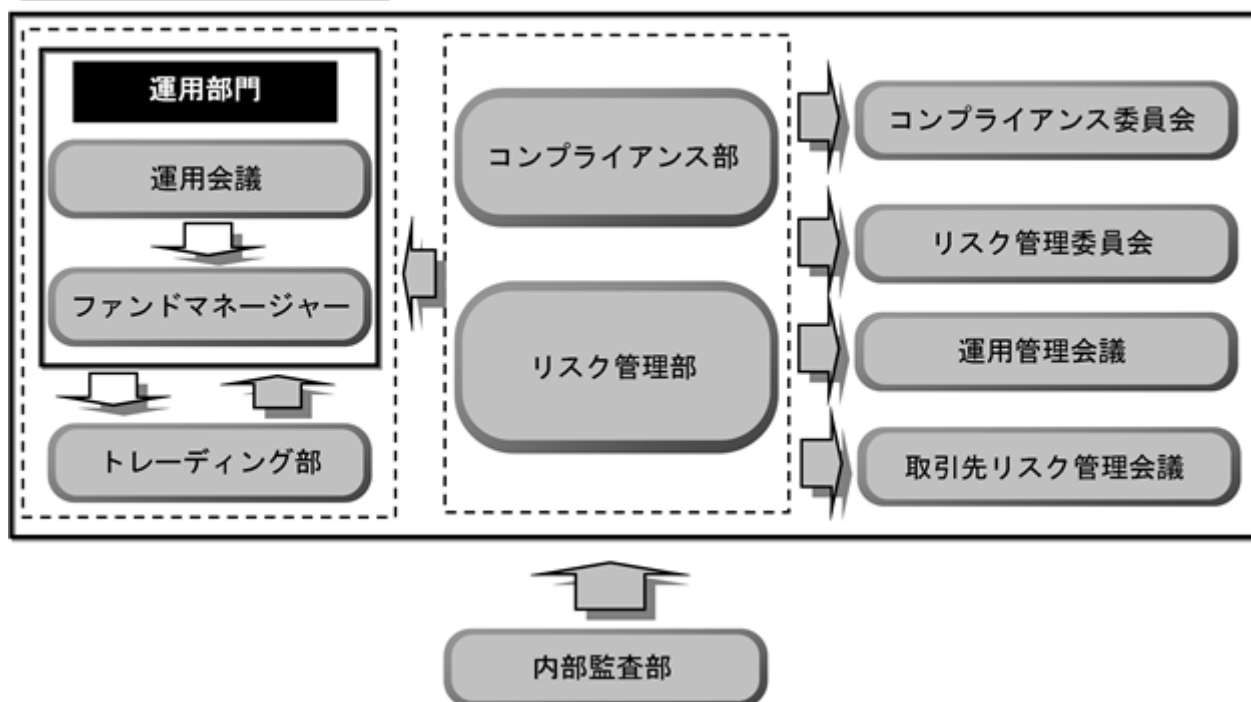 運用部門
運用会議
ファンドマネージャー
トレーディング部
コンプライアンス部
リスク管理部
コンプライアンス委員会
リスク管理委員会
運用管理会議
取引先リスク管理会議
内部監査部